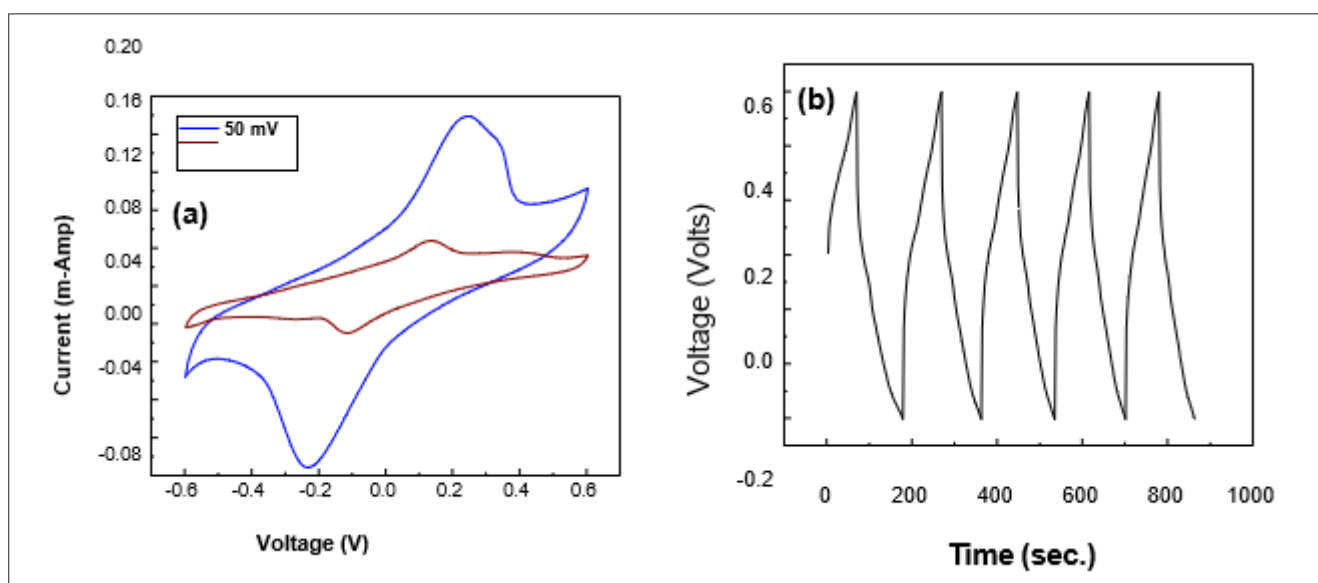 0.20
0.16
0.12
0.08
0.04
0.00
-0.04
-0.08
50 mV
(a)
Current (m-Amp)
-0.6 -0.4 -0.2 0.0 0.2 0.4 0.6
Voltage (V)
(b)
0.6
0.4
0.2
0.0
-0.2
Voltage (Volts)
0 200 400 600 800 1000
Time (sec.)